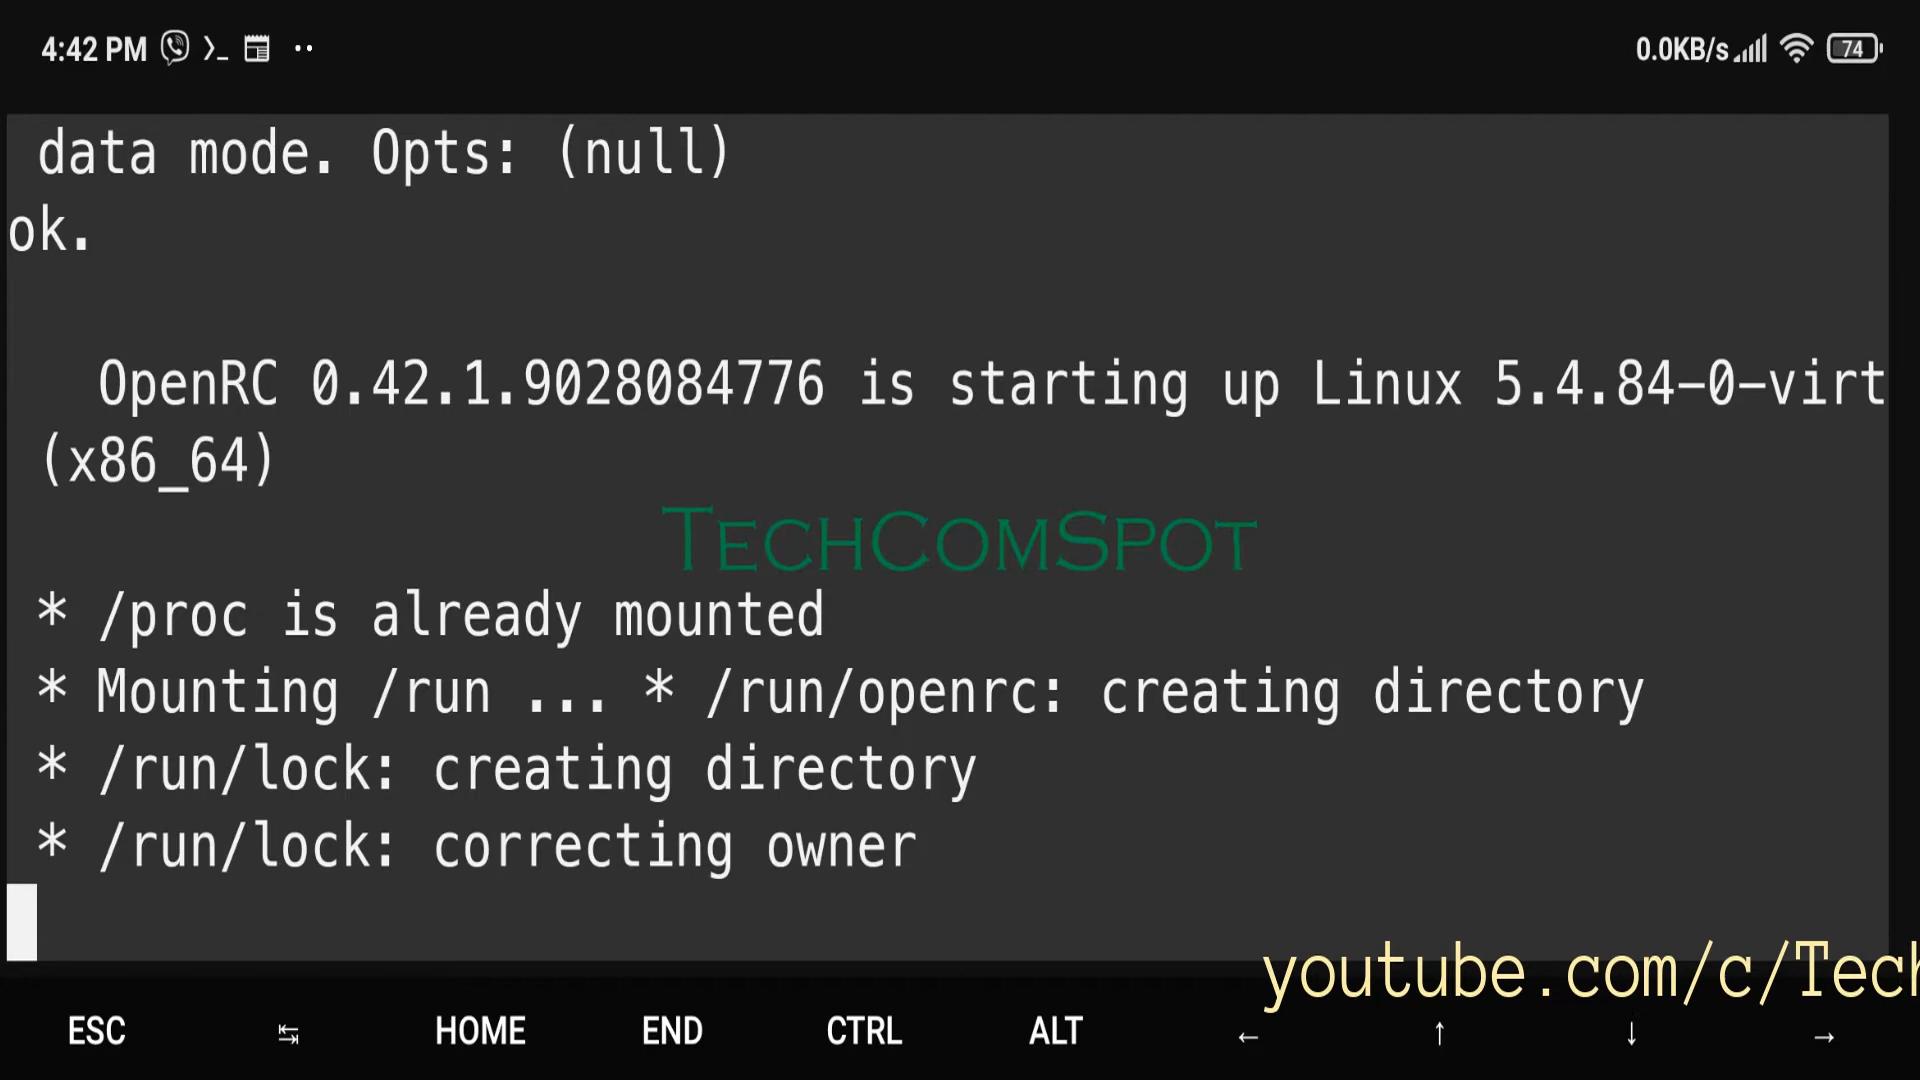 4:42 PM
0.0KB/s
74
data mode. Opts: (null)
ok.
OpenRC 0.42.1.9028084776 is starting up Linux 5.4.84-0-virt
(x86_64)
TECHCOMSPOT
* /proc is already mounted
* Mounting /run ... * /run/openrc: creating directory
* /run/lock: creating directory
* /run/lock: correcting owner
youtube.com/c/Tech
ESC ↹ HOME END CTRL ALT ← ↑ ↓ →